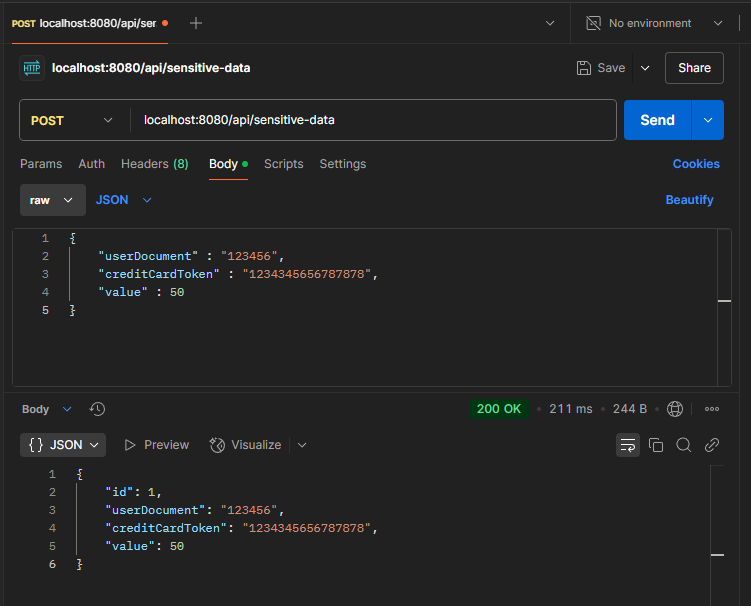 POST localhost:8080/api/ser
No environment
HTTP localhost:8080/api/sensitive-data
Save
Share
POST localhost:8080/api/sensitive-data
Send
Params Auth Headers (8) Body Scripts Settings Cookies
raw JSON Beautify
1 {
2 "userDocument" : "123456",
3 "creditCardToken" : "1234345656787878",
4 "value" : 50
5 }
Body 200 OK 211 ms 244 B
{} JSON Preview Visualize
1 {
2 "id": 1,
3 "userDocument": "123456",
4 "creditCardToken": "1234345656787878",
5 "value": 50
6 }